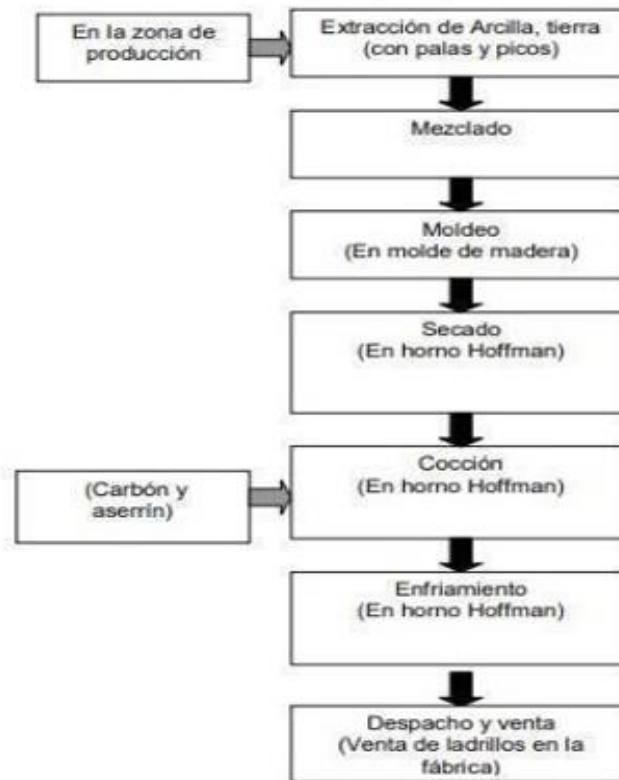 En la zona de
producción
Extracción de Arcilla, tierra
(con palas y picos)
Mezclado
Moldeo
(En molde de madera)
Secado
(En horno Hoffman)
(Carbón y
aserrín)
Cocción
(En horno Hoffman)
Enfriamiento
(En horno Hoffman)
Despacho y venta
(Venta de ladrillos en la
fábrica)